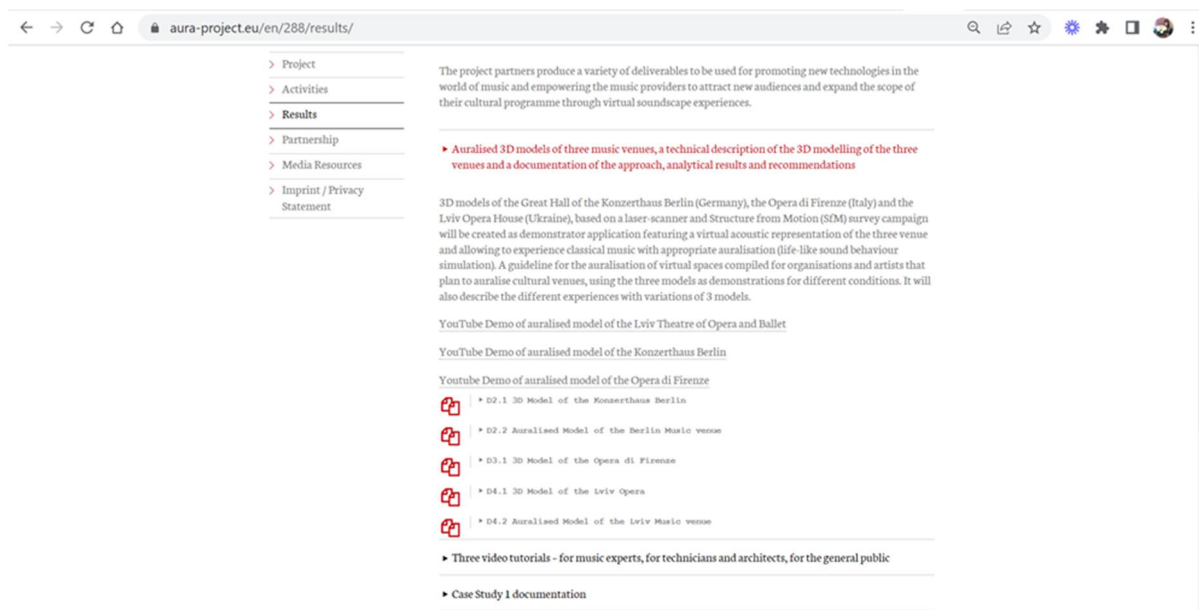 aura-project.eu/en/288/results/
Project
Activities
Results
Partnership
Media Resources
Imprint / Privacy
Statement
The project partners produce a variety of deliverables to be used for promoting new technologies in the
world of music and empowering the music providers to attract new audiences and expand the scope of
their cultural programme through virtual soundscape experiences.
Auralised 3D models of three music venues, a technical description of the 3D modelling of the three
venues and a documentation of the approach, analytical results and recommendations
3D models of the Great Hall of the Konzerthaus Berlin (Germany), the Opera di Firenze (Italy) and the
Lviv Opera House (Ukraine), based on a laser-scanner and Structure from Motion (SfM) survey campaign
will be created as demonstrator application featuring a virtual acoustic representation of the three venue
and allowing to experience classical music with appropriate auralisation (life-like sound behaviour
simulation). A guideline for the auralisation of virtual spaces compiled for organisations and artists that
plan to auralise cultural venues, using the three models as demonstrations for different conditions. It will
also describe the different experiences with variations of 3 models.
YouTube Demo of auralised model of the Lviv Theatre of Opera and Ballet
YouTube Demo of auralised model of the Konzerthaus Berlin
Youtube Demo of auralised model of the Opera di Firenze
D2.1 3D Model of the Konzerthaus Berlin
D2.2 Auralised Model of the Berlin Music venue
D3.1 3D Model of the Opera di Firenze
D4.1 3D Model of the Lviv Opera
D4.2 Auralised Model of the Lviv Music venue
Three video tutorials – for music experts, for technicians and architects, for the general public
Case Study 1 documentation